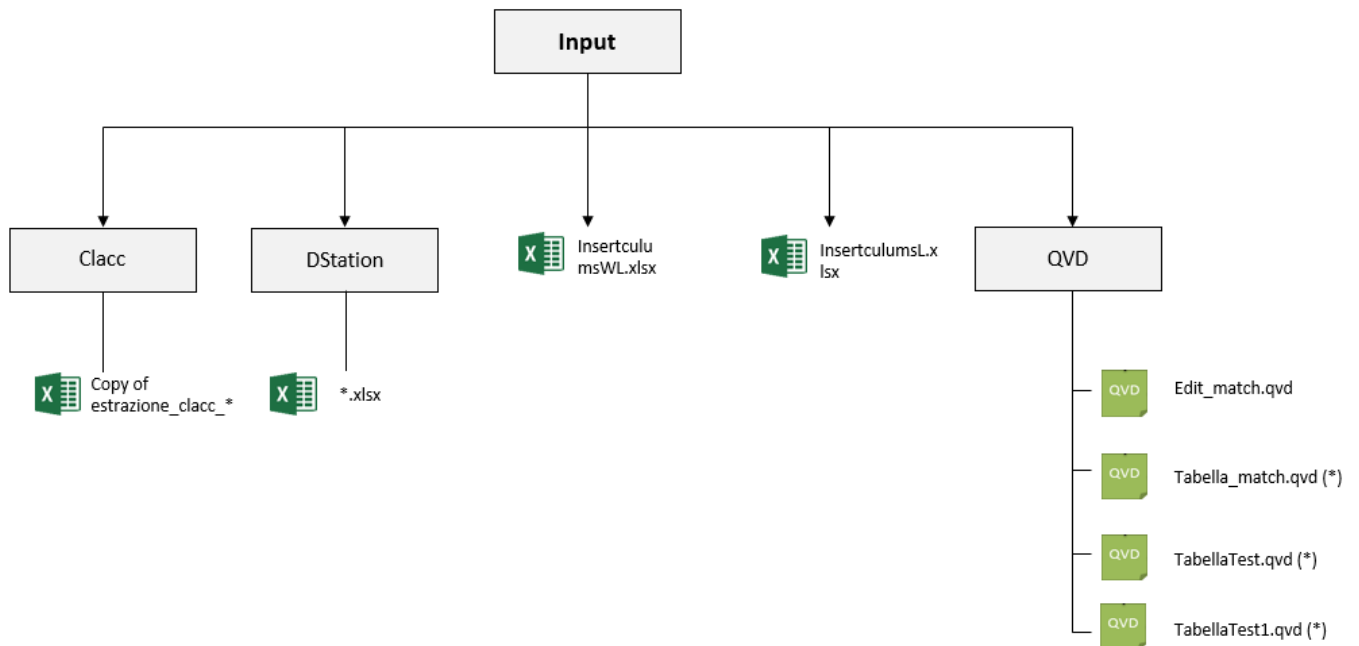 Input
Clacc
DStation
Insertculu
msWL.xlsx
InsertculumsL.x
lsx
QVD
Copy of
estrazione_clacc_*
*.xlsx
QVD
Edit_match.qvd
QVD
Tabella_match.qvd (*)
QVD
TabellaTest.qvd (*)
QVD
TabellaTest1.qvd (*)